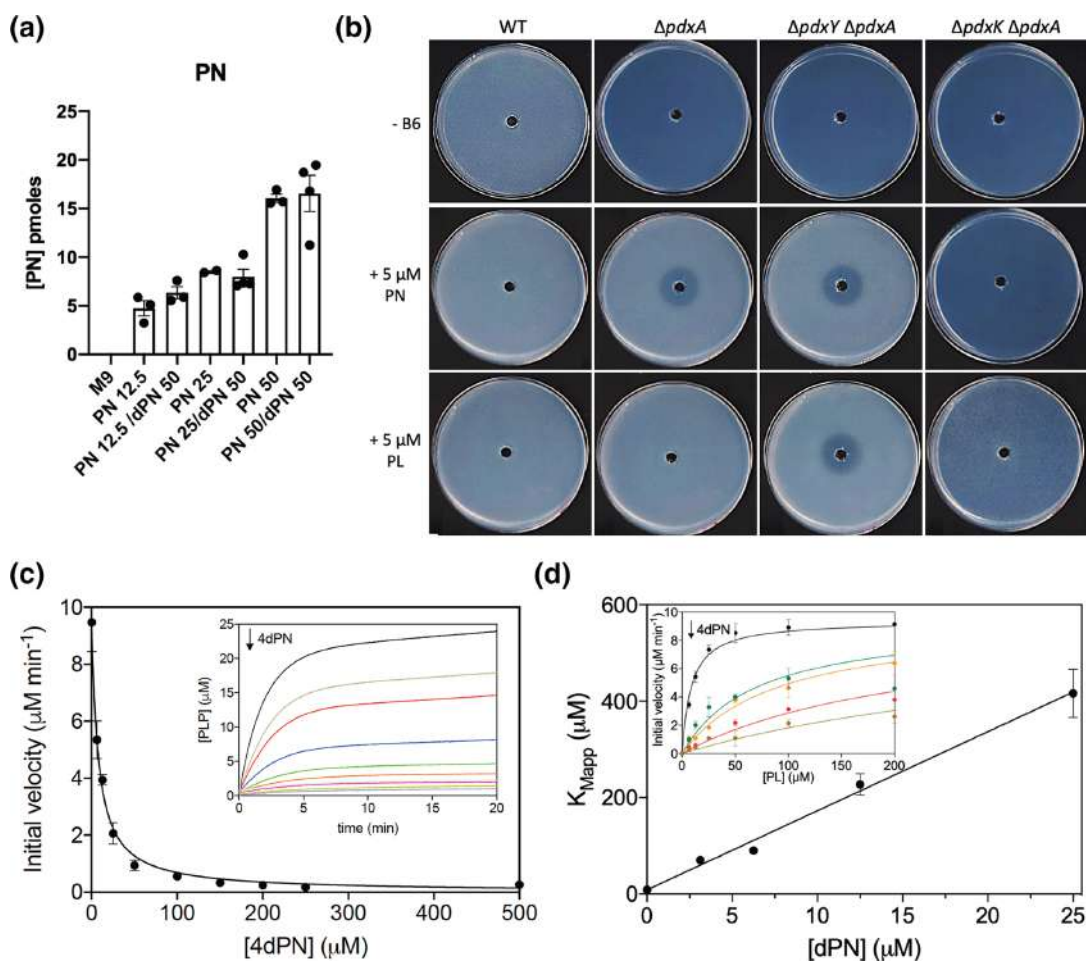 (a)
PN
[PN] pmoles
25
20
15
10
5
0
M9
PN 12.5
PN 12.5 /dPN 50
PN 25
PN 25/dPN 50
PN 50
PN 50/dPN 50
(b)
WT
ΔpdxA
ΔpdxY ΔpdxA
ΔpdxK ΔpdxA
- B6
+ 5 µM
PN
+ 5 µM
PL
(c)
Initial velocity (µM min⁻¹)
10
8
6
4
2
0
0
100
200
300
400
500
[4dPN] (µM)
[PLP] (µM)
25
20
15
10
5
0
4dPN
0
5
10
15
20
time (min)
(d)
K_Mapp (µM)
600
400
200
0
0
5
10
15
20
25
[dPN] (µM)
Initial velocity (µM min⁻¹)
10
8
6
4
2
0
4dPN
0
50
100
150
200
[PL] (µM)